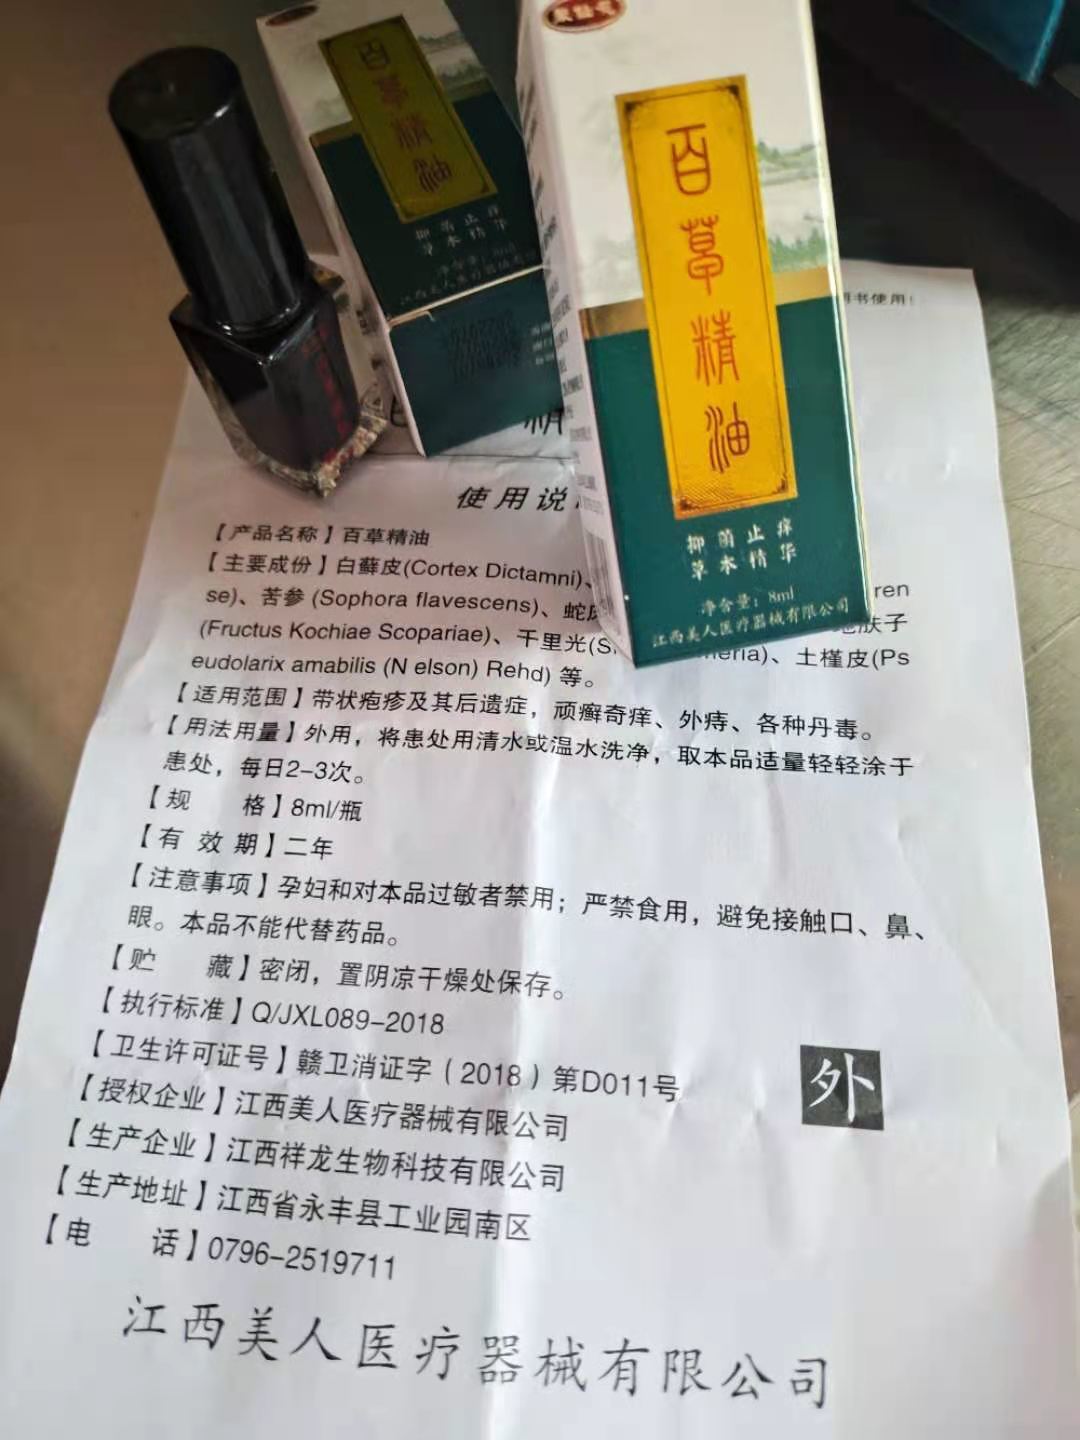 百草精油
抑菌止痒
草本精华
百草精油
抑菌止痒
草本精华
净含量：8ml
江西美人医疗器械有限公司
明书使用！
使用说
【产品名称】百草精油
【主要成份】白藓皮(Cortex Dictamni)、
ren
se)、苦参 (Sophora flavescens)、蛇床
地肤子
(Fructus Kochiae Scopariae)、千里光(S
neria)、土槿皮(Ps
eudolarix amabilis (N elson) Rehd) 等。
【适用范围】带状疱疹及其后遗症，顽癣奇痒、外痔、各种丹毒。
【用法用量】外用，将患处用清水或温水洗净，取本品适量轻轻涂于
患处，每日2-3次。
【规 格】8ml/瓶
【有 效 期】二年
【注意事项】孕妇和对本品过敏者禁用；严禁食用，避免接触口、鼻、
眼。本品不能代替药品。
【贮 藏】密闭，置阴凉干燥处保存。
【执行标准】Q/JXL089-2018
【卫生许可证号】赣卫消证字（2018）第D011号
【授权企业】江西美人医疗器械有限公司
【生产企业】江西祥龙生物科技有限公司
【生产地址】江西省永丰县工业园南区
【电 话】0796-2519711
外
江西美人医疗器械有限公司